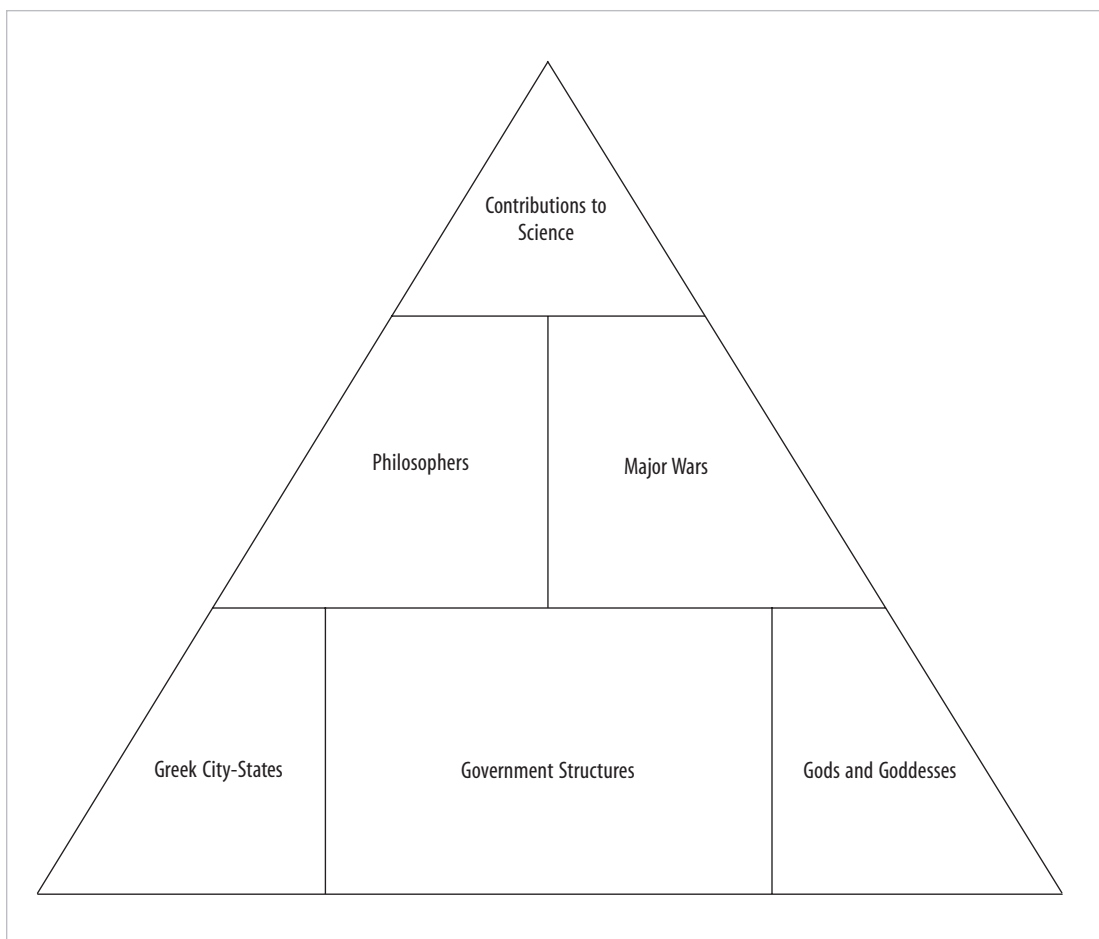 Contributions to
Science
Philosophers
Major Wars
Greek City-States
Government Structures
Gods and Goddesses